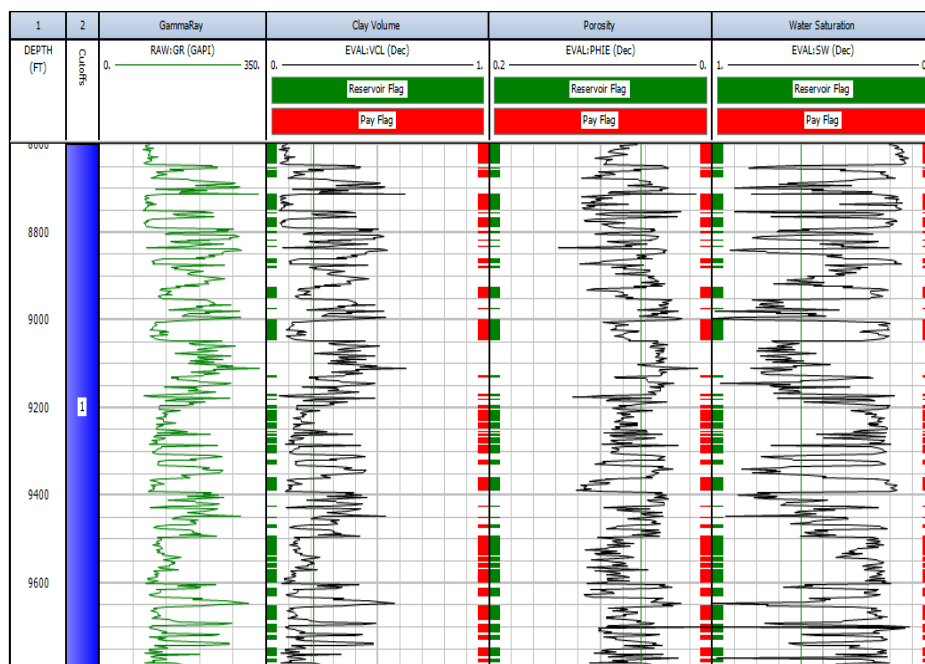 1 2 GammaRay Clay Volume Porosity Water Saturation
DEPTH (FT) Cutoffs RAW:GR (GAPI) EVAL:VCL (Dec) EVAL:PHIE (Dec) EVAL:SW (Dec)
0. 350. 0. 1. 0.2 0. 1.
Reservoir Flag Reservoir Flag Reservoir Flag
Pay Flag Pay Flag Pay Flag
8800
9000
9200
1
9400
9600